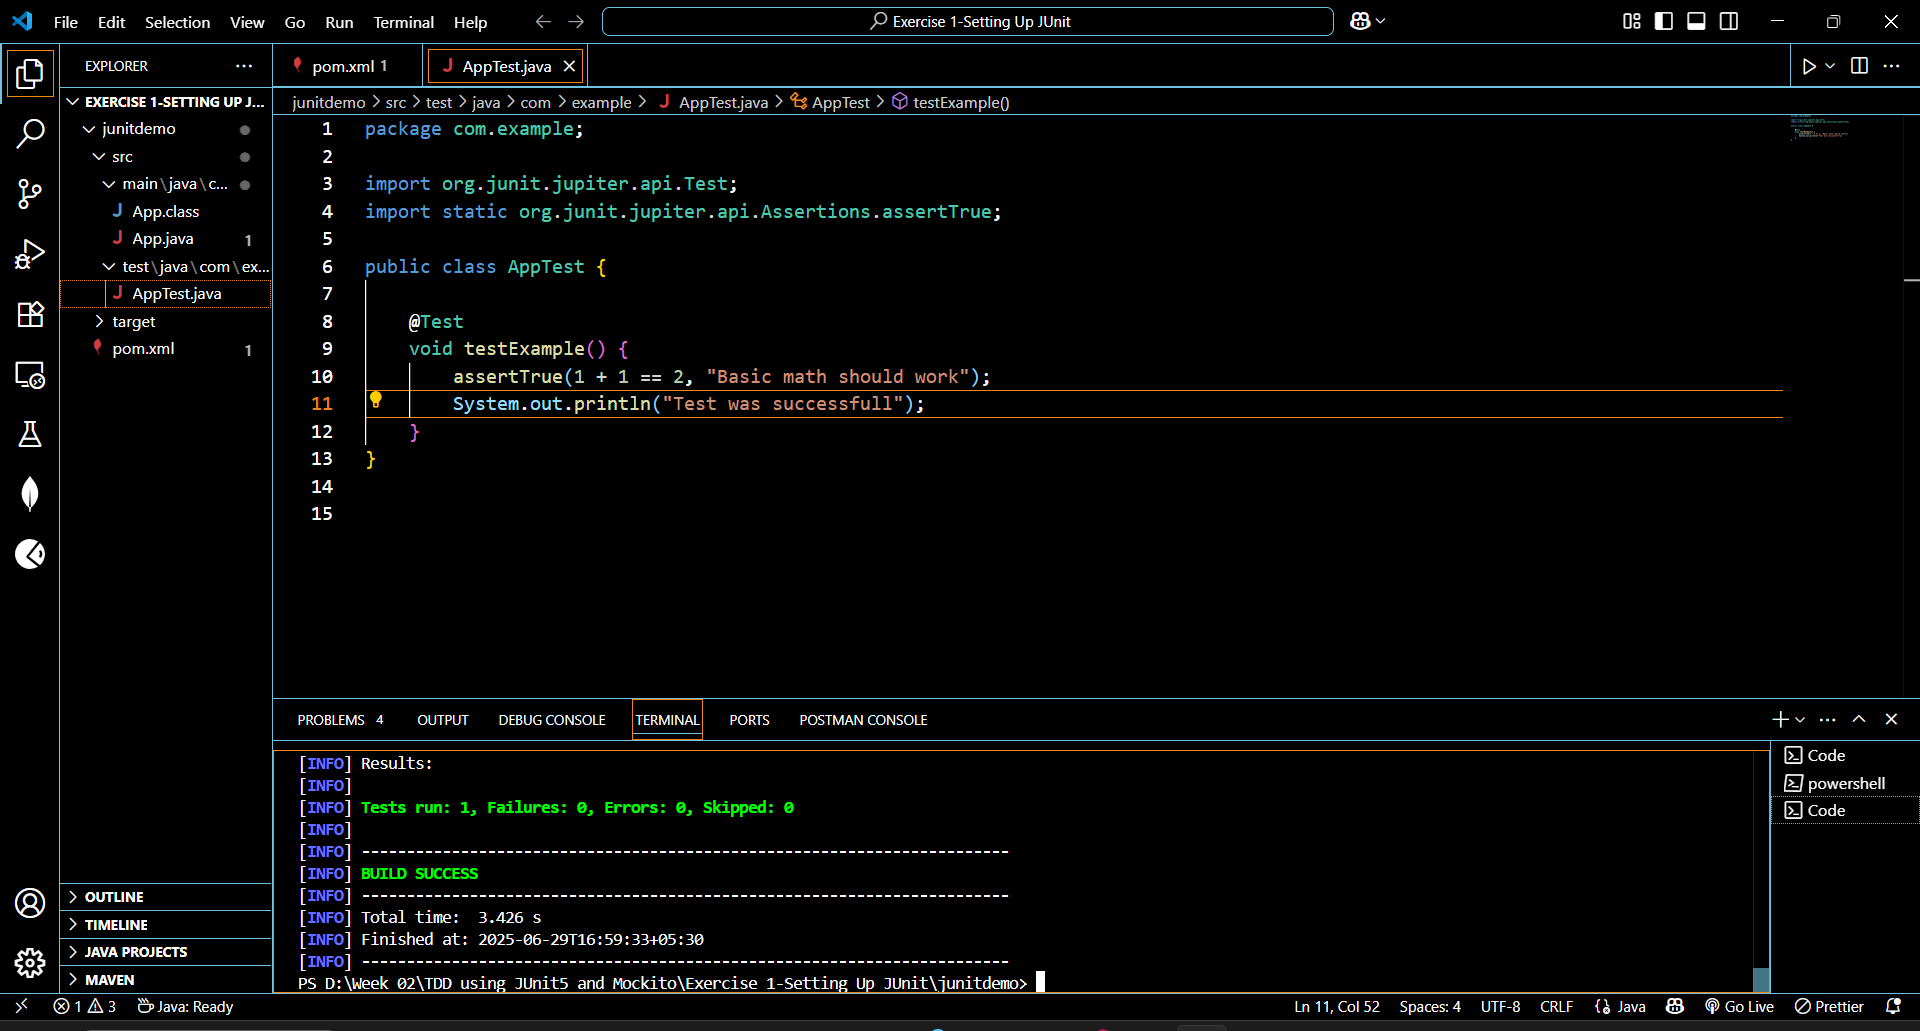 File Edit Selection View Go Run Terminal Help
Exercise 1-Setting Up JUnit
EXPLORER
EXERCISE 1-SETTING UP J...
junitdemo
src
main\java\c...
App.class
App.java 1
test\java\com\ex...
AppTest.java
target
pom.xml 1
OUTLINE
TIMELINE
JAVA PROJECTS
MAVEN
pom.xml 1
AppTest.java
junitdemo > src > test > java > com > example > AppTest.java > AppTest > testExample()
1 package com.example;
2
3 import org.junit.jupiter.api.Test;
4 import static org.junit.jupiter.api.Assertions.assertTrue;
5
6 public class AppTest {
7
8 @Test
9 void testExample() {
10 assertTrue(1 + 1 == 2, "Basic math should work");
11 System.out.println("Test was successfull");
12 }
13 }
14
15
PROBLEMS 4 OUTPUT DEBUG CONSOLE TERMINAL PORTS POSTMAN CONSOLE
[INFO] Results:
[INFO]
[INFO] Tests run: 1, Failures: 0, Errors: 0, Skipped: 0
[INFO]
[INFO] ------------------------------------------------------------------------
[INFO] BUILD SUCCESS
[INFO] ------------------------------------------------------------------------
[INFO] Total time:  3.426 s
[INFO] Finished at: 2025-06-29T16:59:33+05:30
[INFO] ------------------------------------------------------------------------
PS D:\Week 02\TDD using JUnit5 and Mockito\Exercise 1-Setting Up JUnit\junitdemo>
Code
powershell
Code
1 3 Java: Ready
Ln 11, Col 52 Spaces: 4 UTF-8 CRLF {} Java Go Live Prettier